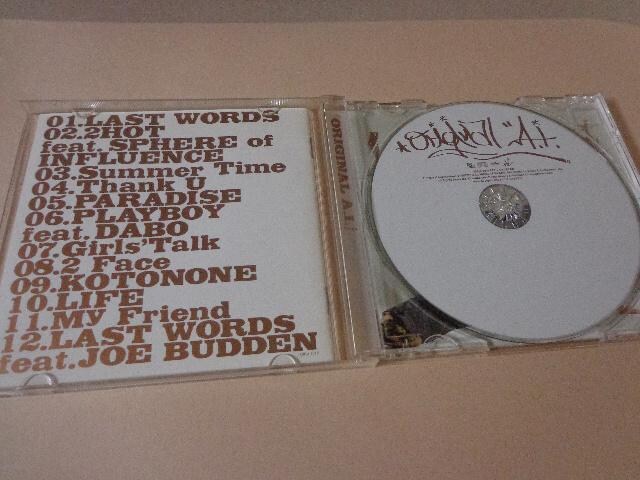 01.LAST WORDS
02.2HOT
feat.SPHERE of
INFLUENCE
03.Summer Time
04.Thank U
05.PARADISE
06.PLAYBOY
feat.DABO
07.Girls'Talk
08.2 Face
09.KOTONONE
10.LIFE
11.My Friend
12.LAST WORDS
feat.JOE BUDDEN
ORIGINAL A.I.
Original "A.I.